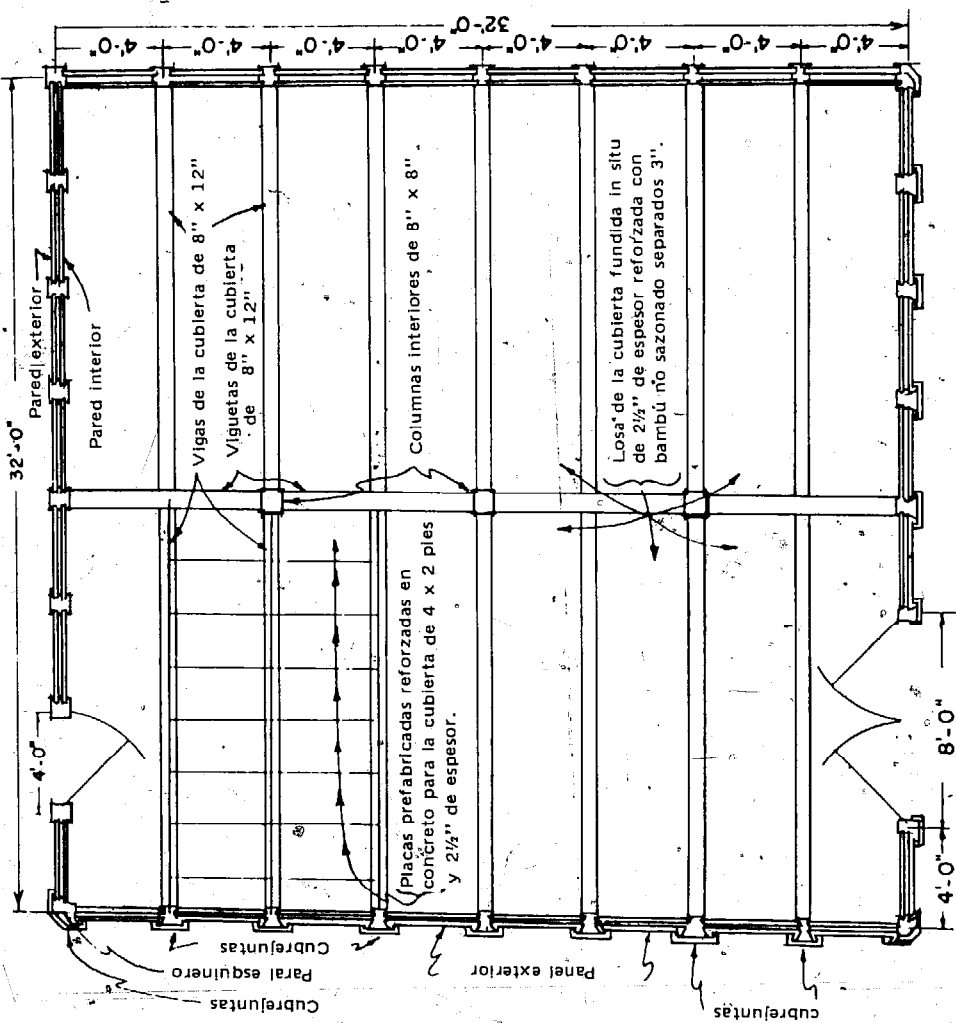 32'-0"
32'-0"
4'-0"
4'-0"
4'-0"
4'-0"
4'-0"
4'-0"
4'-0"
4'-0"
Pared exterior
Pared interior
Vigas de la cubierta de 8" x 12"
Viguetas de la cubierta
de 8" x 12"
Columnas interiores de 8" x 8"
Losa de la cubierta fundida in situ
de 2½" de espesor reforzada con
bambú no sazonado separados 3".
Placas prefabricadas reforzadas en
concreto para la cubierta de 4 x 2 pies
y 2½" de espesor.
4'-0"
8'-0"
4'-0"
Cubrejuntas
Paral esquinero
Cubrejuntas
Panel exterior
cubrejuntas